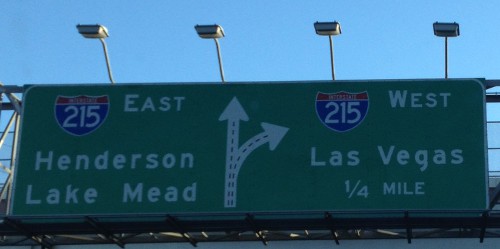 INTERSTATE
215 EAST
Henderson
Lake Mead
INTERSTATE
215 WEST
Las Vegas
1/4 MILE